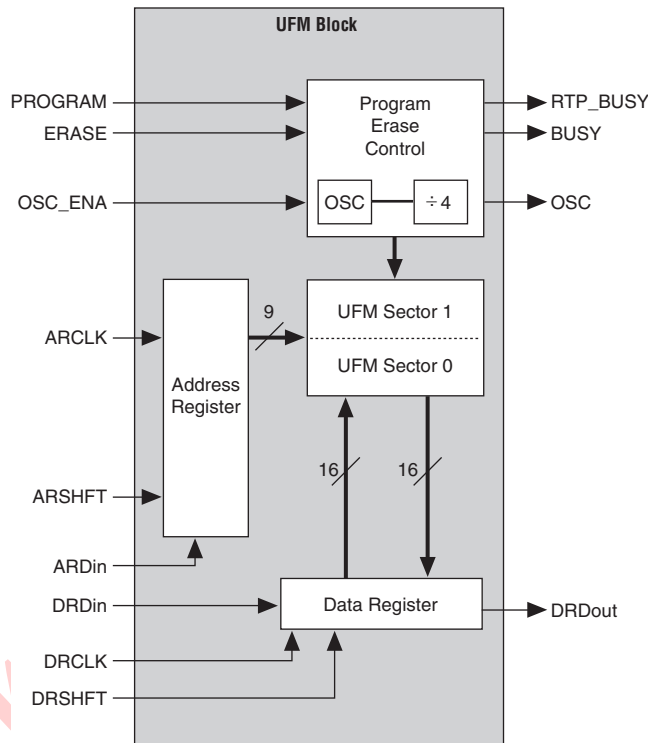 UFM Block
PROGRAM
ERASE
OSC_ENA
Program
Erase
Control
OSC
÷4
RTP_BUSY
BUSY
OSC
ARCLK
ARSHFT
ARDin
Address
Register
9
UFM Sector 1
UFM Sector 0
16
16
DRDin
DRCLK
DRSHFT
Data Register
DRDout